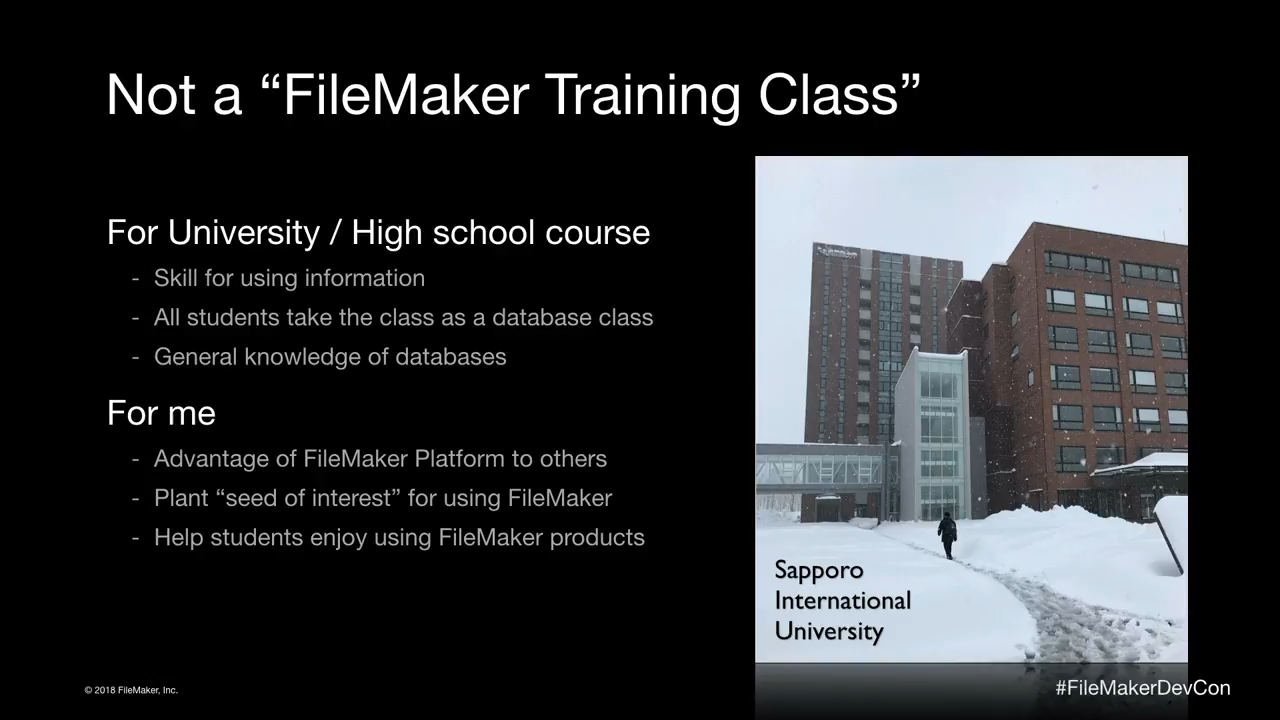 Not a “FileMaker Training Class”
For University / High school course
- Skill for using information
- All students take the class as a database class
- General knowledge of databases
For me
- Advantage of FileMaker Platform to others
- Plant “seed of interest” for using FileMaker
- Help students enjoy using FileMaker products
Sapporo
International
University
© 2018 FileMaker, Inc.
#FileMakerDevCon